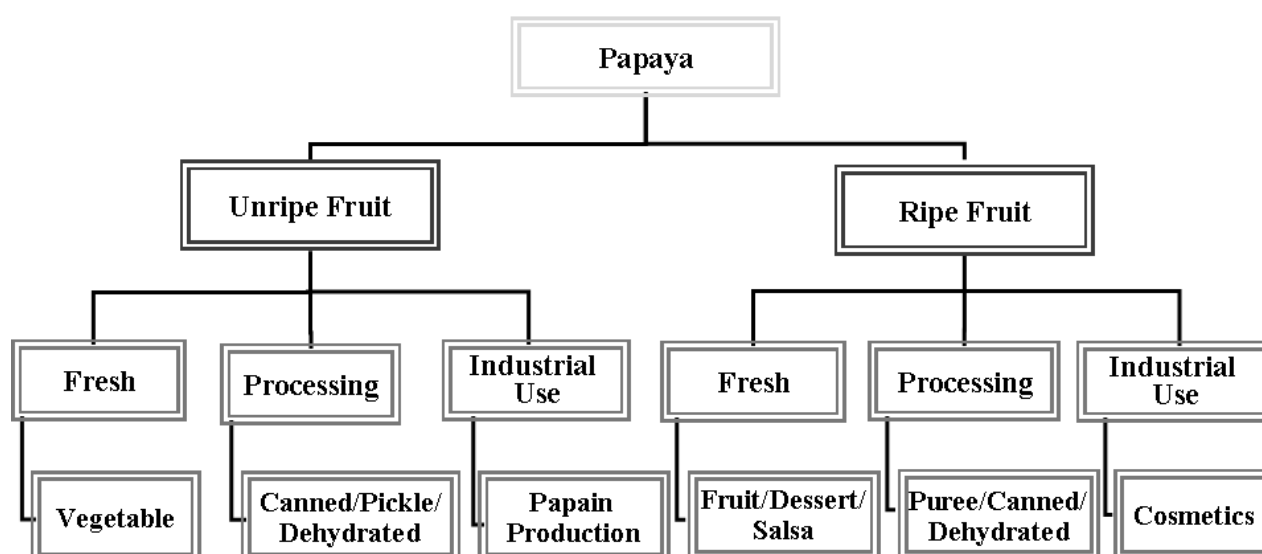 Papaya
Unripe Fruit
Ripe Fruit
Fresh
Processing
Industrial
Use
Fresh
Processing
Industrial
Use
Vegetable
Canned/Pickle/
Dehydrated
Papain
Production
Fruit/Dessert/
Salsa
Puree/Canned/
Dehydrated
Cosmetics